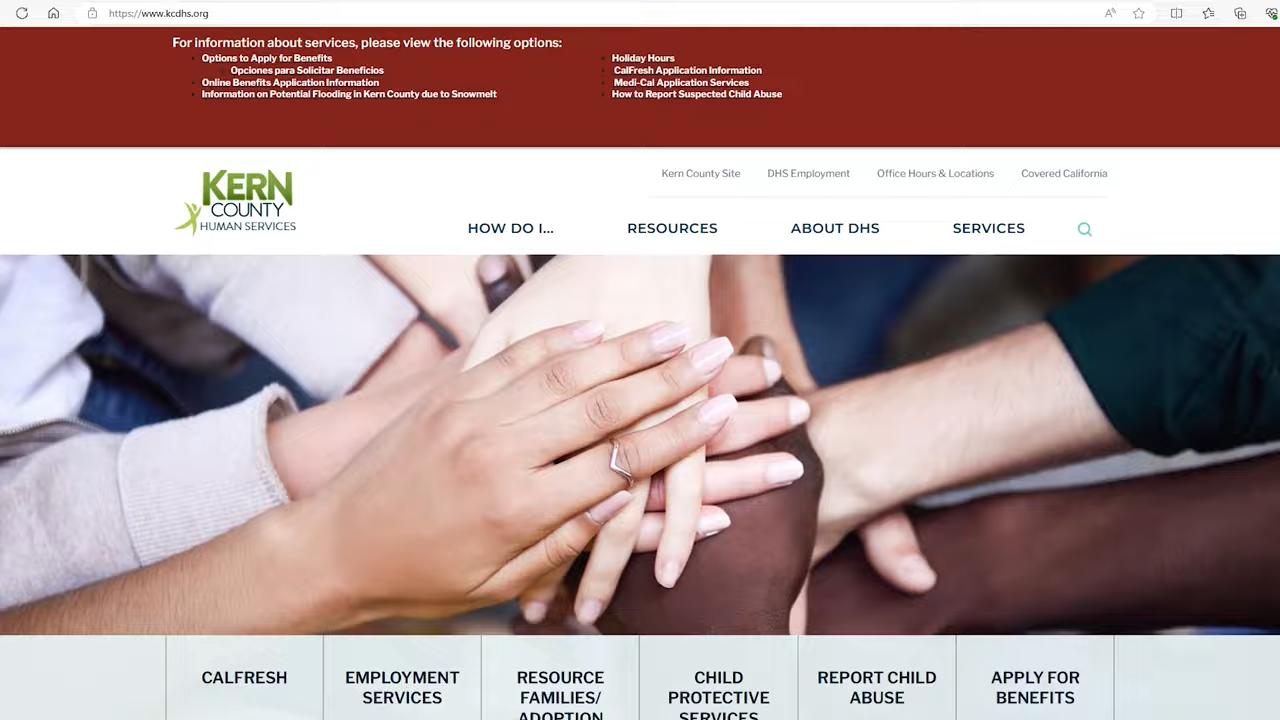 https://www.kcdhs.org
For information about services, please view the following options:
Options to Apply for Benefits
Opciones para Solicitar Beneficios
Online Benefits Application Information
Information on Potential Flooding in Kern County due to Snowmelt
Holiday Hours
CalFresh Application Information
Medi-Cal Application Services
How to Report Suspected Child Abuse
KERN
COUNTY
HUMAN SERVICES
Kern County Site
DHS Employment
Office Hours & Locations
Covered California
HOW DO I...
RESOURCES
ABOUT DHS
SERVICES
CALFRESH
EMPLOYMENT
SERVICES
RESOURCE
FAMILIES/
ADOPTION
CHILD
PROTECTIVE
SERVICES
REPORT CHILD
ABUSE
APPLY FOR
BENEFITS